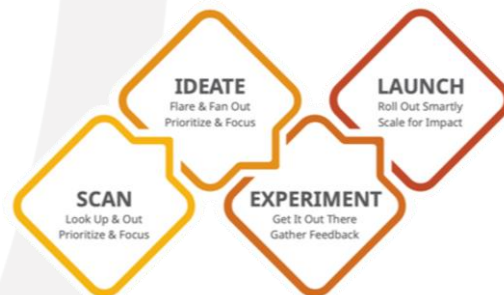 IDEATE
Flare & Fan Out
Prioritize & Focus
LAUNCH
Roll Out Smartly
Scale for Impact
SCAN
Look Up & Out
Prioritize & Focus
EXPERIMENT
Get It Out There
Gather Feedback